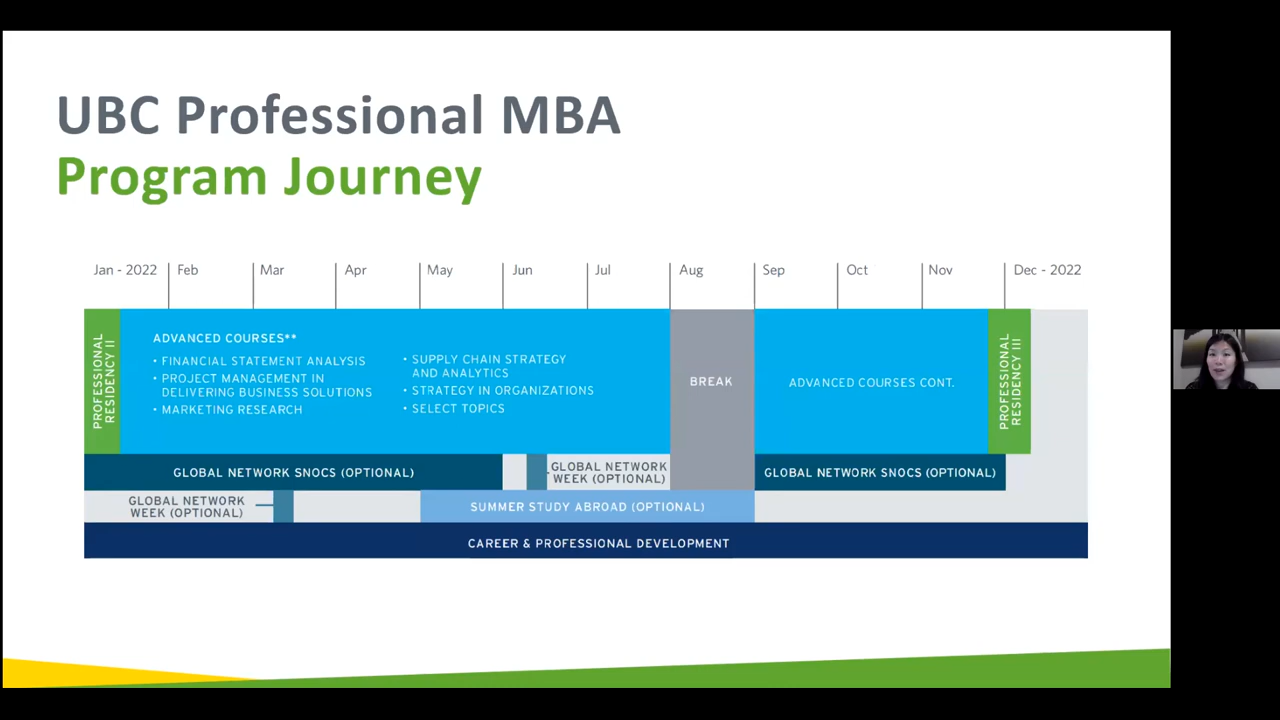 UBC Professional MBA
Program Journey
Jan - 2022
Feb
Mar
Apr
May
Jun
Jul
Aug
Sep
Oct
Nov
Dec - 2022
PROFESSIONAL
RESIDENCY II
ADVANCED COURSES**
• FINANCIAL STATEMENT ANALYSIS
• PROJECT MANAGEMENT IN
DELIVERING BUSINESS SOLUTIONS
• MARKETING RESEARCH
• SUPPLY CHAIN STRATEGY
AND ANALYTICS
• STRATEGY IN ORGANIZATIONS
• SELECT TOPICS
BREAK
ADVANCED COURSES CONT.
PROFESSIONAL
RESIDENCY III
GLOBAL NETWORK SNOCS (OPTIONAL)
GLOBAL NETWORK
WEEK (OPTIONAL)
GLOBAL NETWORK SNOCS (OPTIONAL)
GLOBAL NETWORK
WEEK (OPTIONAL)
SUMMER STUDY ABROAD (OPTIONAL)
CAREER & PROFESSIONAL DEVELOPMENT